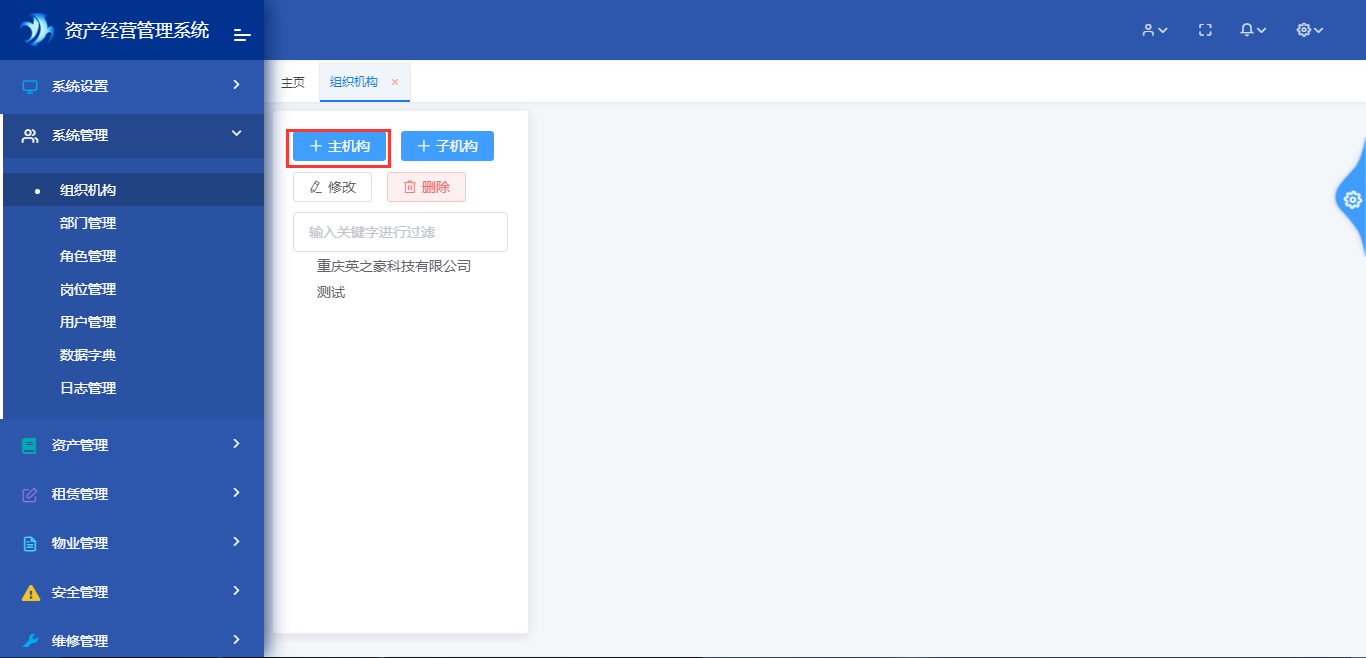 资产经营管理系统
系统设置
系统管理
组织机构
部门管理
角色管理
岗位管理
用户管理
数据字典
日志管理
资产管理
租赁管理
物业管理
安全管理
维修管理
主页 组织机构
主机构 子机构
修改 删除
输入关键字进行过滤
重庆英之豪科技有限公司
测试